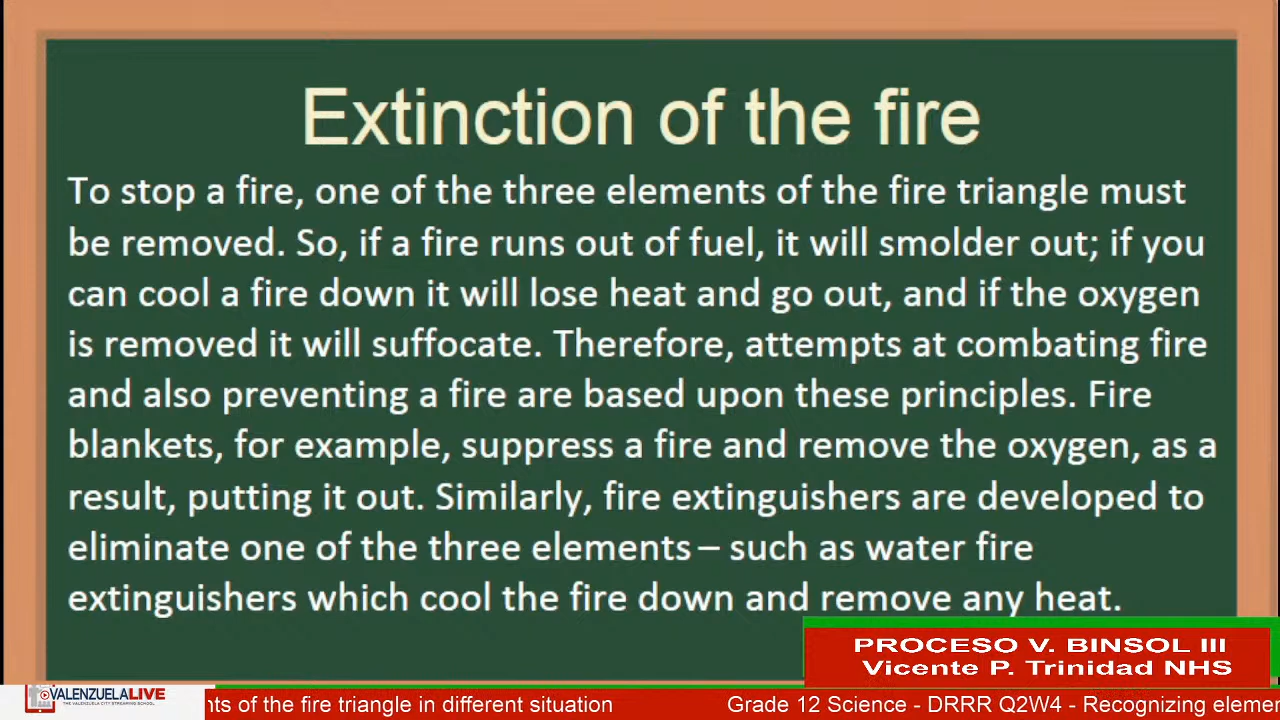 Extinction of the fire
To stop a fire, one of the three elements of the fire triangle must
be removed. So, if a fire runs out of fuel, it will smolder out; if you
can cool a fire down it will lose heat and go out, and if the oxygen
is removed it will suffocate. Therefore, attempts at combating fire
and also preventing a fire are based upon these principles. Fire
blankets, for example, suppress a fire and remove the oxygen, as a
result, putting it out. Similarly, fire extinguishers are developed to
eliminate one of the three elements – such as water fire
extinguishers which cool the fire down and remove any heat.
PROCESO V. BINSOL III
Vicente P. Trinidad NHS
VALENZUELALIVE
THE VALENZUELA CITY STREAMING SCHOOL
nts of the fire triangle in different situation Grade 12 Science - DRRR Q2W4 - Recognizing elemen